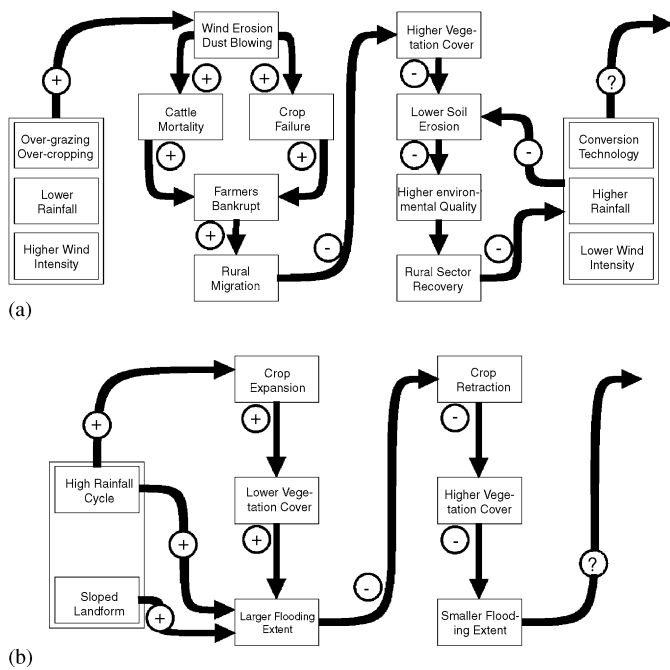 Wind Erosion
Dust Blowing
Higher Vege-
tation Cover
+
?
+
+
-
Over-grazing
Over-cropping
Cattle
Mortality
Crop
Failure
Lower Soil
Erosion
Conversion
Technology
+
+
-
-
Lower
Rainfall
Farmers
Bankrupt
Higher environ-
mental Quality
Higher
Rainfall
+
-
-
Higher Wind
Intensity
Rural
Migration
Rural Sector
Recovery
Lower Wind
Intensity
(a)
Crop
Expansion
Crop
Retraction
+
+
-
High Rainfall
Cycle
Lower Vege-
tation Cover
Higher Vege-
tation Cover
+
+
-
?
-
Sloped
Landform
+
Larger Flooding
Extent
Smaller Flood-
ing Extent
(b)